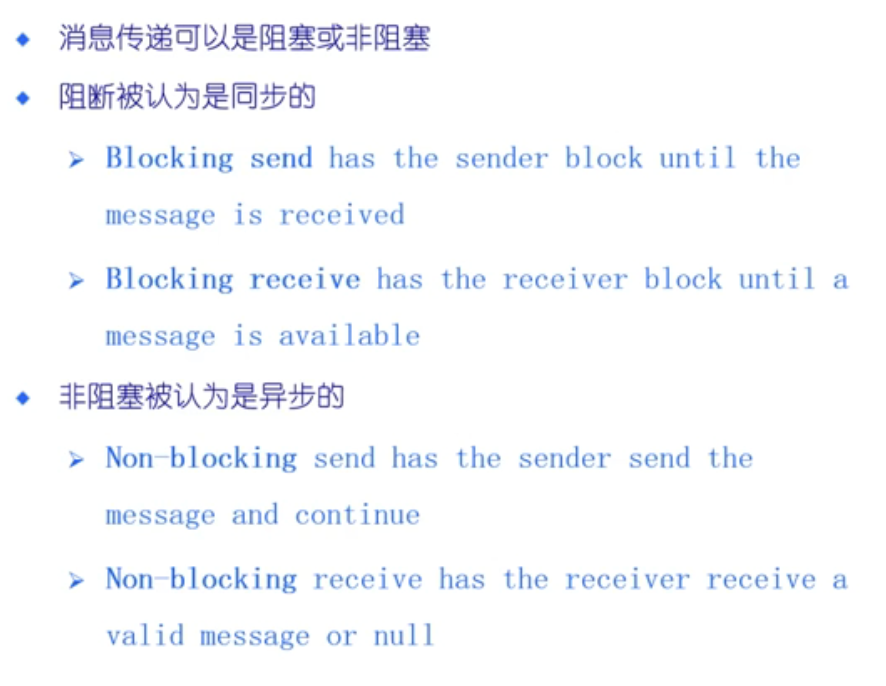 消息传递可以是阻塞或非阻塞
阻断被认为是同步的
Blocking send has the sender block until the
message is received
Blocking receive has the receiver block until a
message is available
非阻塞被认为是异步的
Non-blocking send has the sender send the
message and continue
Non-blocking receive has the receiver receive a
valid message or null